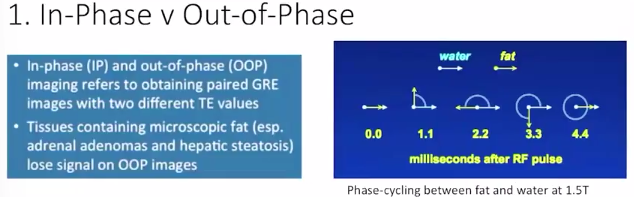 1. In-Phase v Out-of-Phase
• In-phase (IP) and out-of-phase (OOP)
imaging refers to obtaining paired GRE
images with two different TE values
• Tissues containing microscopic fat (esp.
adrenal adenomas and hepatic steatosis)
lose signal on OOP images
water fat
0.0 1.1 2.2 3.3 4.4
milliseconds after RF pulse
Phase-cycling between fat and water at 1.5T